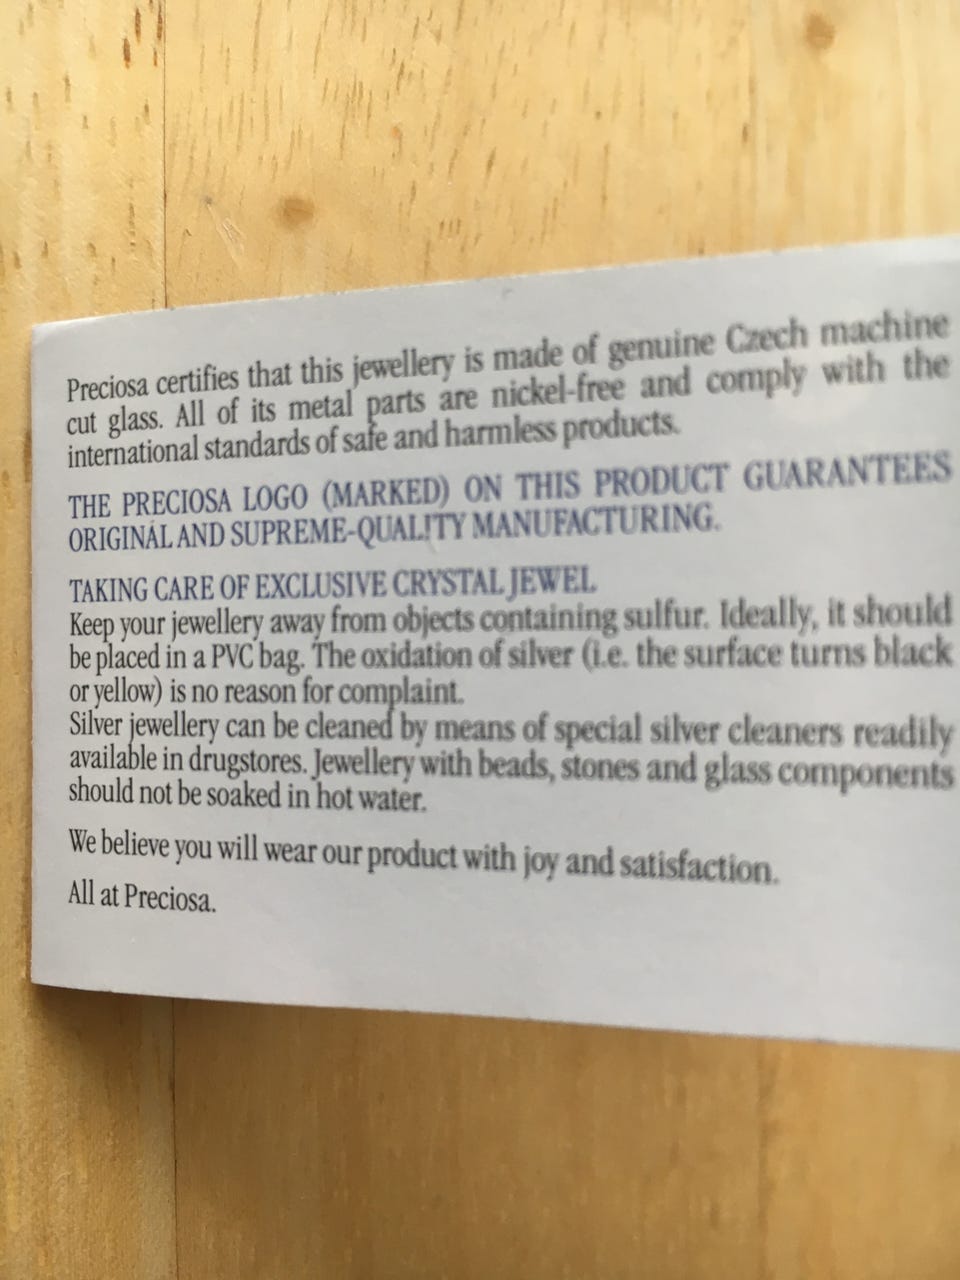 Preciosa certifies that this jewellery is made of genuine Czech machine
cut glass. All of its metal parts are nickel-free and comply with the
international standards of safe and harmless products.
THE PRECIOSA LOGO (MARKED) ON THIS PRODUCT GUARANTEES
ORIGINÁL AND SUPREME-QUALITY MANUFACTURING.
TAKING CARE OF EXCLUSIVE CRYSTAL JEWEL
Keep your jewellery away from objects containing sulfur. Ideally, it should
be placed in a PVC bag. The oxidation of silver (i.e. the surface turns black
or yellow) is no reason for complaint.
Silver jewellery can be cleaned by means of special silver cleaners readily
available in drugstores. Jewellery with beads, stones and glass components
should not be soaked in hot water.
We believe you will wear our product with joy and satisfaction.
All at Preciosa.